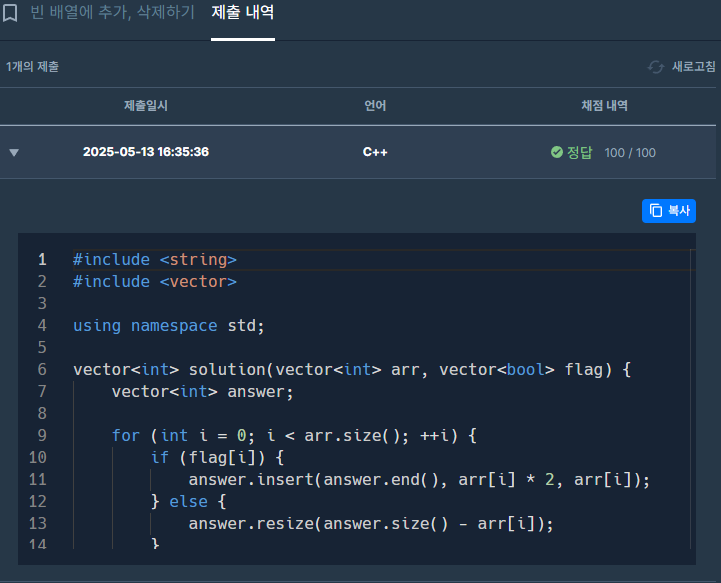 빈 배열에 추가, 삭제하기 제출 내역
1개의 제출 새로고침
제출일시 언어 채점 내역
▼ 2025-05-13 16:35:36 C++ 정답 100 / 100
복사
1 #include <string>
2 #include <vector>
3
4 using namespace std;
5
6 vector<int> solution(vector<int> arr, vector<bool> flag) {
7     vector<int> answer;
8
9     for (int i = 0; i < arr.size(); ++i) {
10         if (flag[i]) {
11             answer.insert(answer.end(), arr[i] * 2, arr[i]);
12         } else {
13             answer.resize(answer.size() - arr[i]);
14         }